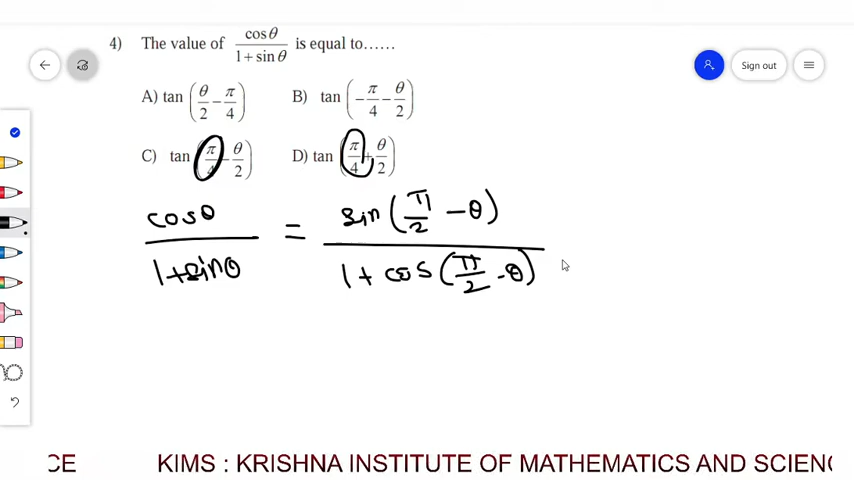 4) The value of cosθ / 1 + sinθ is equal to......
A) tan (θ/2 − π/4) B) tan (−π/4 − θ/2)
C) tan (π/4 − θ/2) D) tan (π/4 + θ/2)
cosθ / 1+sinθ = sin(π/2 − θ) / 1 + cos(π/2 − θ)
Sign out
CE KIMS : KRISHNA INSTITUTE OF MATHEMATICS AND SCIENC